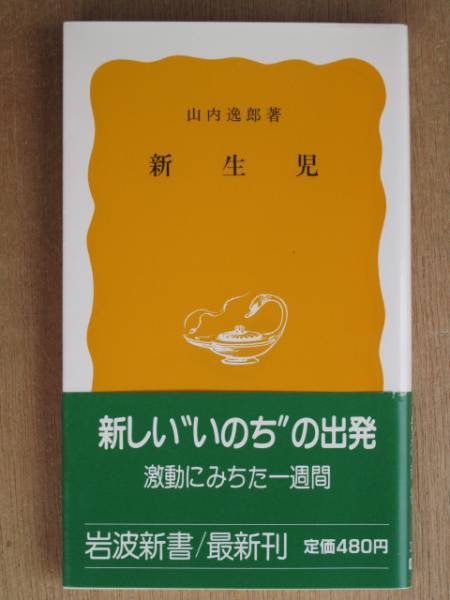 山内逸郎著
新生児
新しい"いのち"の出発
激動にみちた一週間
岩波新書/最新刊 定価480円